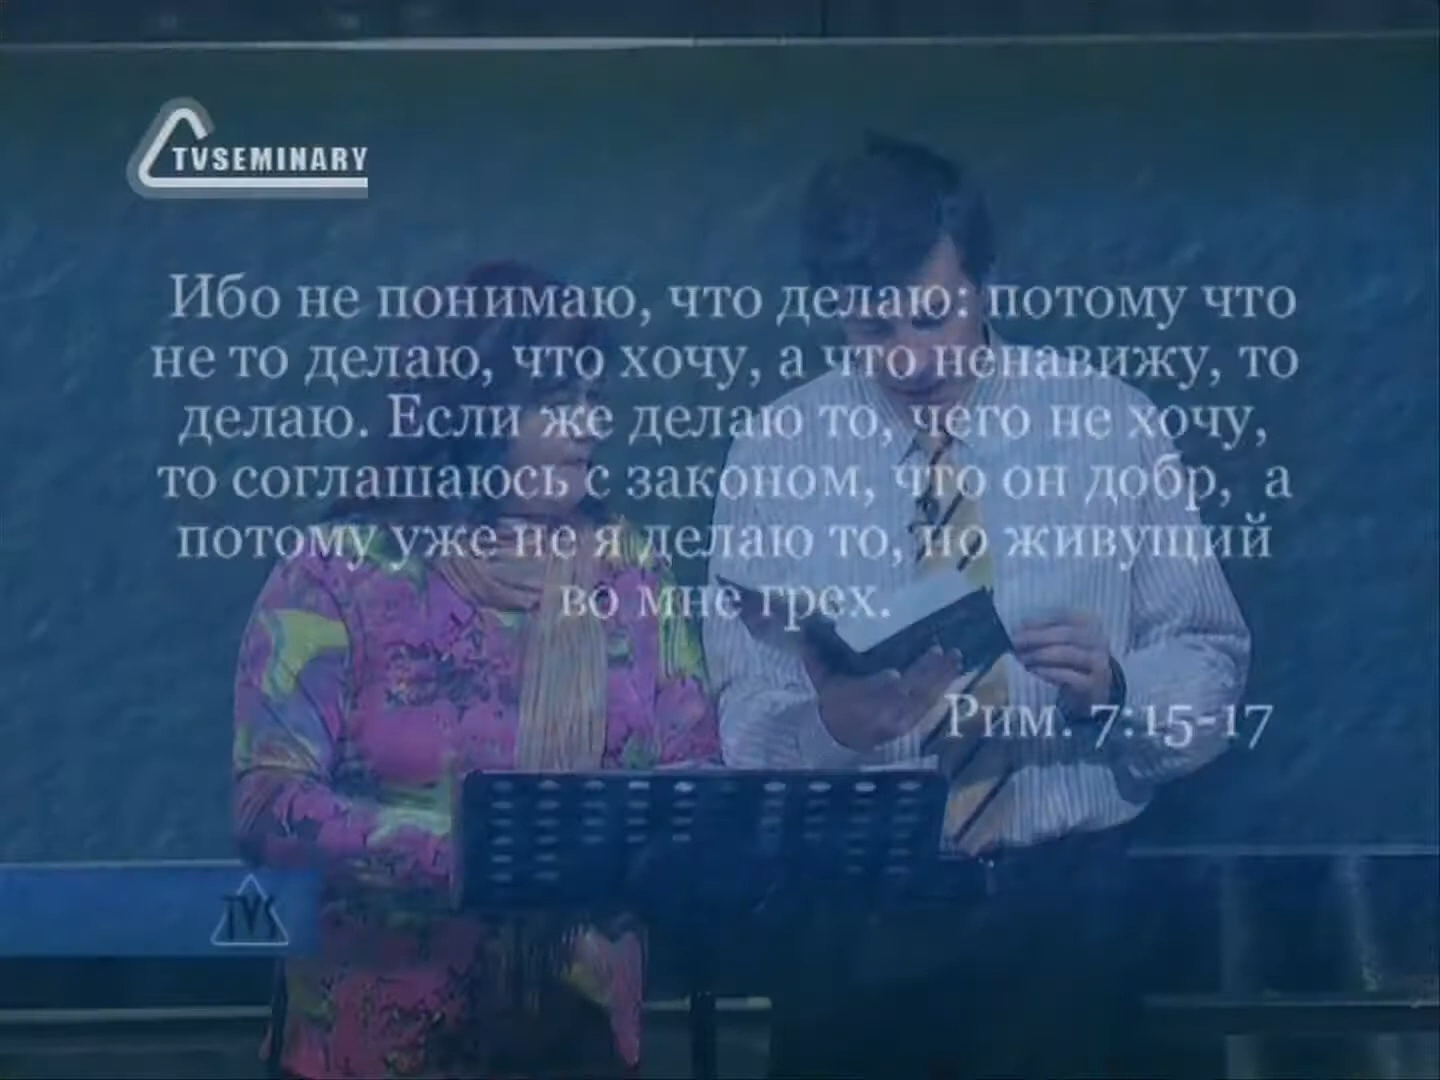 TVSEMINARY
Ибо не понимаю, что делаю: потому что
не то делаю, что хочу, а что ненавижу, то
делаю. Если же делаю то, чего не хочу,
то соглашаюсь с законом, что он добр, а
потому уже не я делаю то, но живущий
во мне грех.
Рим. 7:15-17
TVS